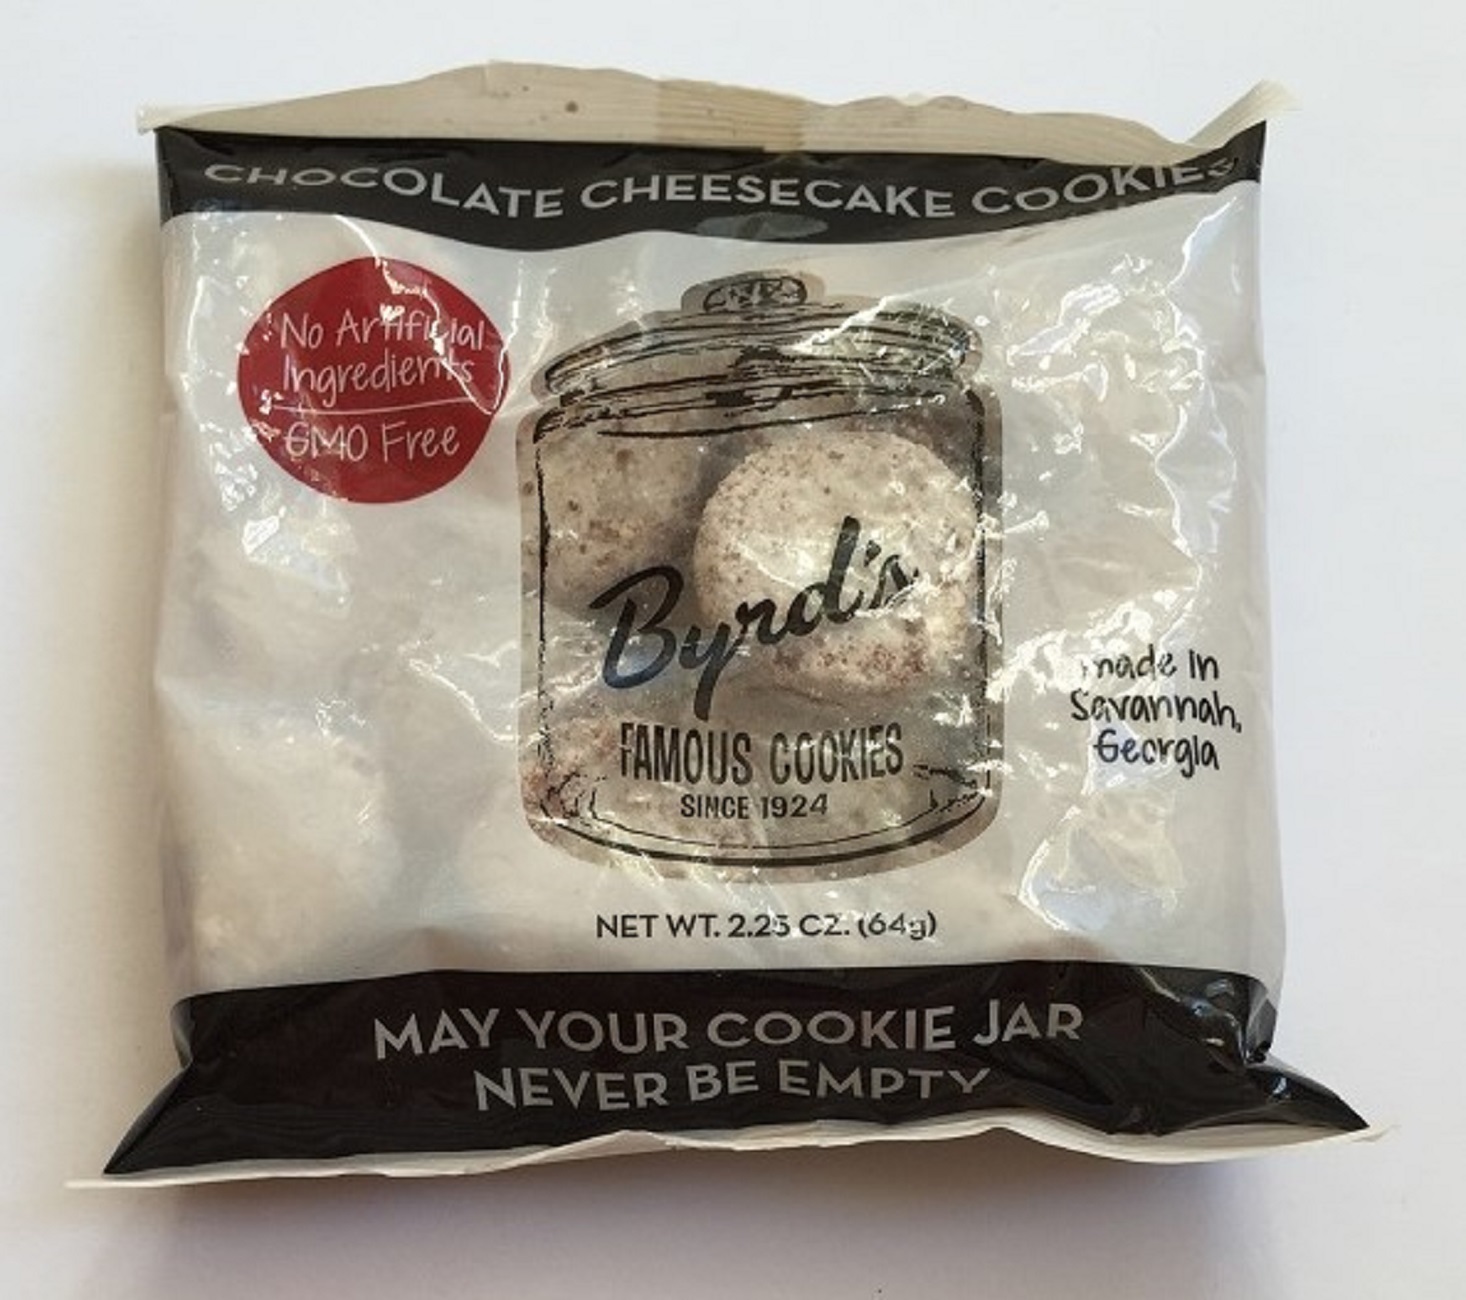 CHOCOLATE CHEESECAKE COOKIES
No Artificial
Ingredients
GMO Free
Byrd's
FAMOUS COOKIES
SINCE 1924
made in
Savannah,
Georgia
NET WT. 2.25 OZ. (64g)
MAY YOUR COOKIE JAR
NEVER BE EMPTY